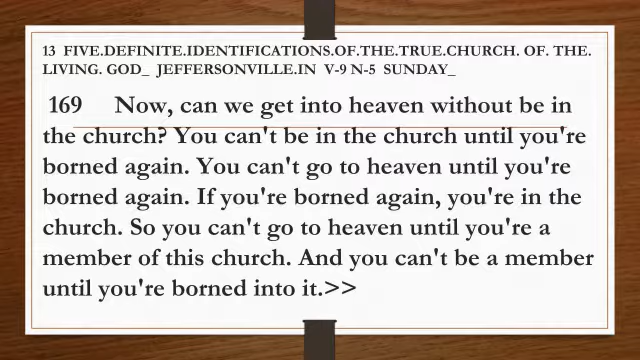 13 FIVE.DEFINITE.IDENTIFICATIONS.OF.THE.TRUE.CHURCH. OF. THE.
LIVING. GOD_ JEFFERSONVILLE.IN V-9 N-5 SUNDAY_
169 Now, can we get into heaven without be in
the church? You can't be in the church until you're
borned again. You can't go to heaven until you're
borned again. If you're borned again, you're in the
church. So you can't go to heaven until you're a
member of this church. And you can't be a member
until you're borned into it.>>